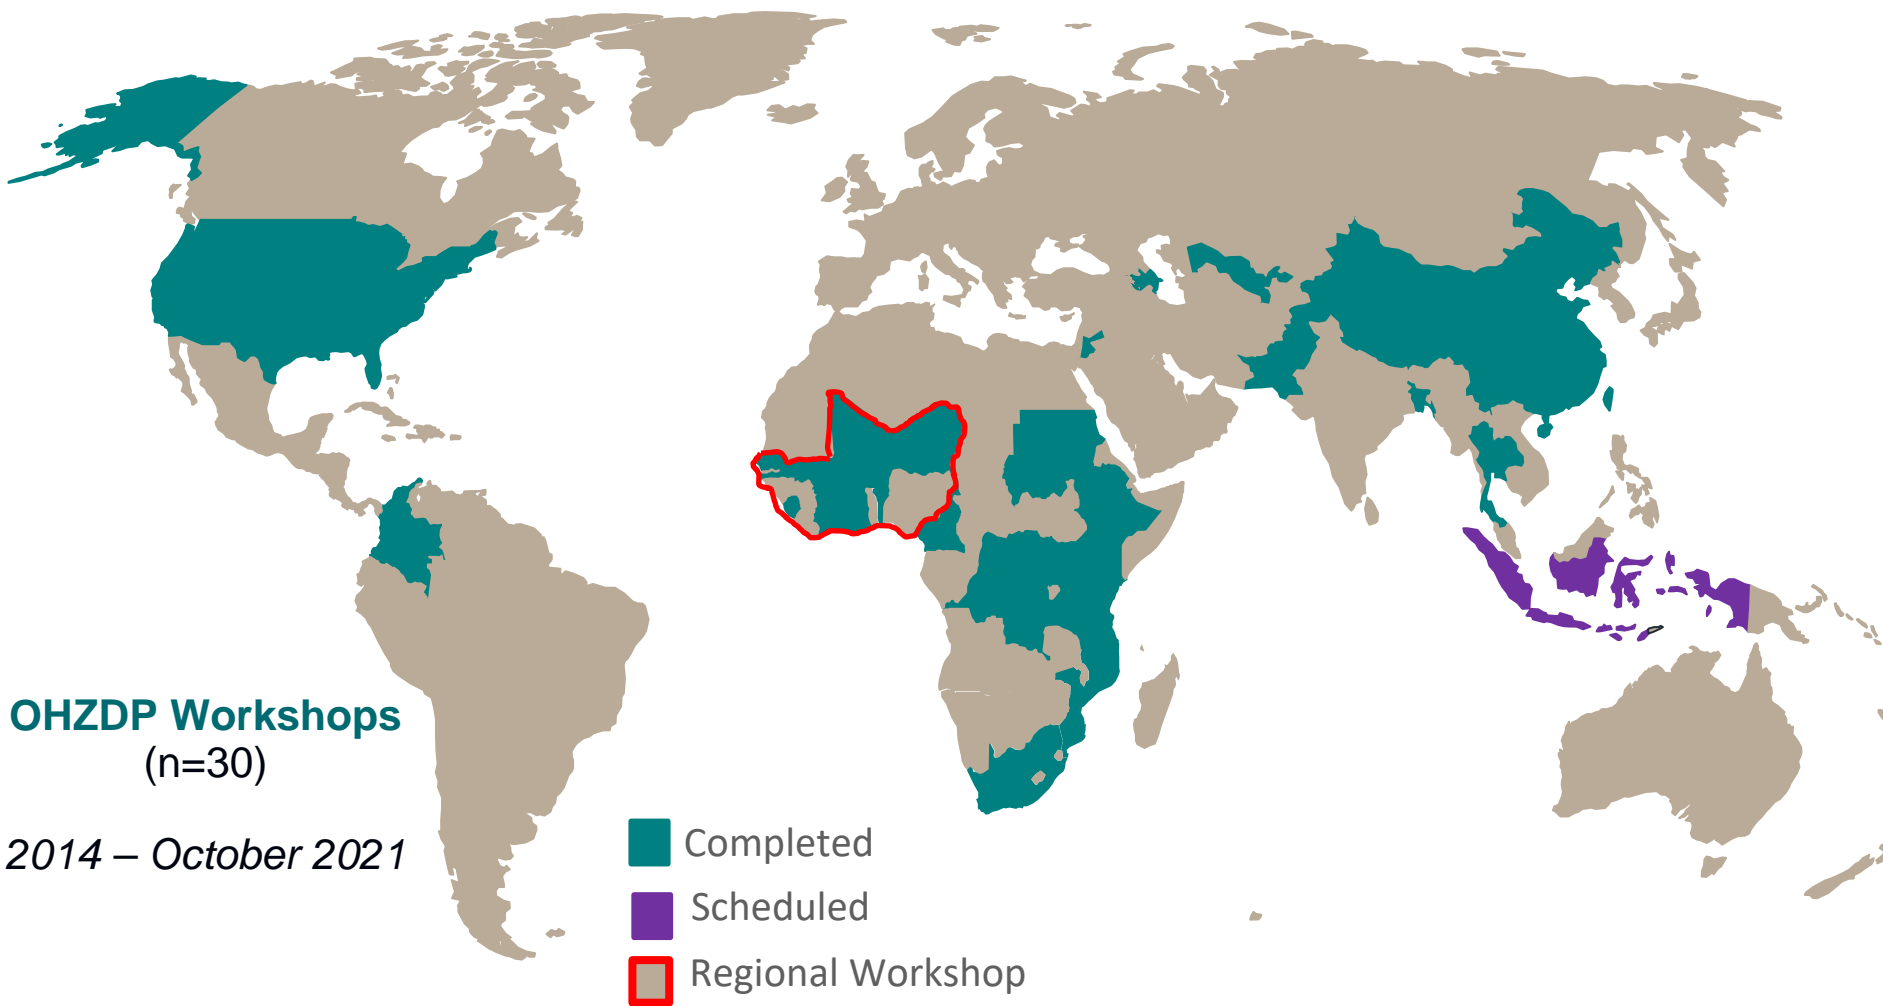 OHZDP Workshops
(n=30)
2014 – October 2021
Completed
Scheduled
Regional Workshop